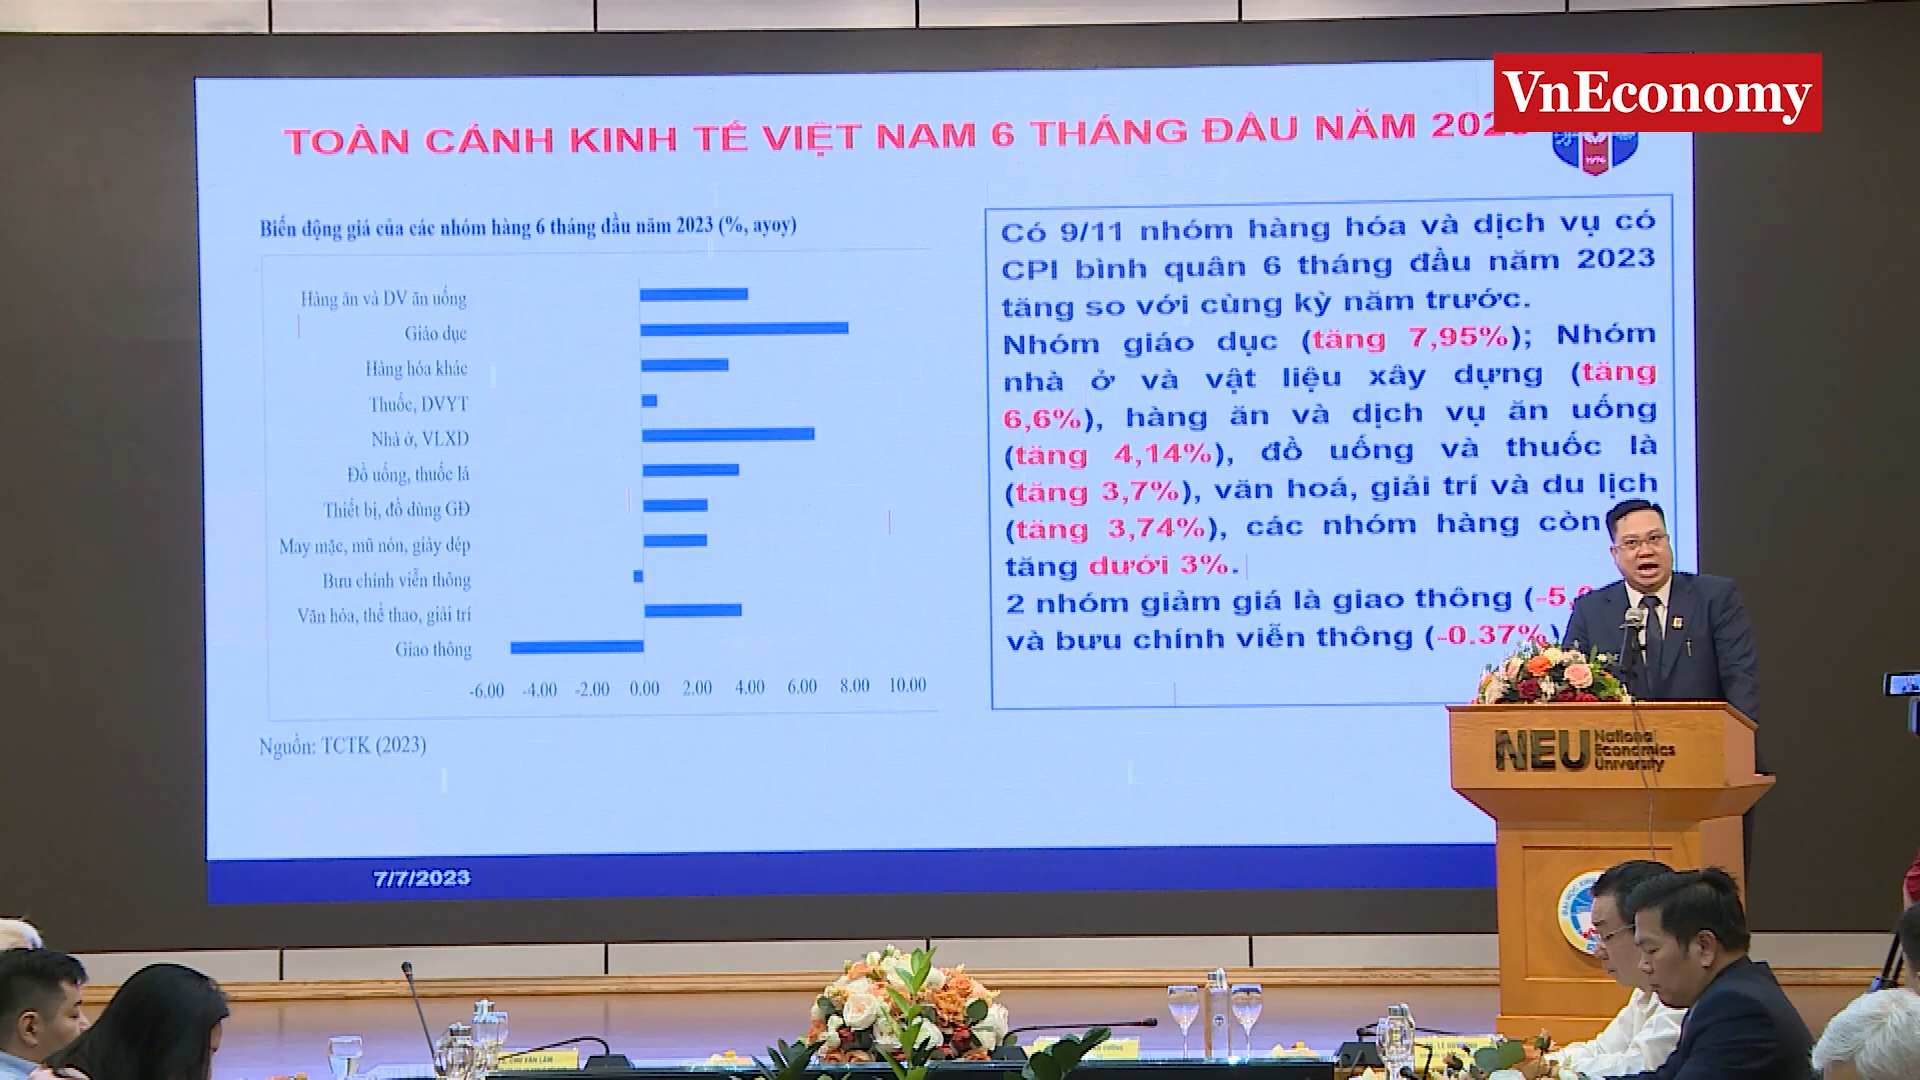 VnEconomy
TOÀN CẢNH KINH TẾ VIỆT NAM 6 THÁNG ĐẦU NĂM
1976
Biến động giá của các nhóm hàng 6 tháng đầu năm 2023 (%, ayoy)
Hàng ăn và DV ăn uống
Giáo dục
Hàng hóa khác
Thuốc, DVYT
Nhà ở, VLXD
Đồ uống, thuốc lá
Thiết bị, đồ dùng GĐ
May mặc, mũ nón, giày dép
Bưu chính viễn thông
Văn hóa, thể thao, giải trí
Giao thông
-6.00 -4.00 -2.00 0.00 2.00 4.00 6.00 8.00 10.00
Nguồn: TCTK (2023)
Có 9/11 nhóm hàng hóa và dịch vụ có
CPI bình quân 6 tháng đầu năm 2023
tăng so với cùng kỳ năm trước.
Nhóm giáo dục (tăng 7,95%); Nhóm
nhà ở và vật liệu xây dựng (tăng
6,6%), hàng ăn và dịch vụ ăn uống
(tăng 4,14%), đồ uống và thuốc lá
(tăng 3,7%), văn hoá, giải trí và du lịch
(tăng 3,74%), các nhóm hàng còn
tăng dưới 3%.
2 nhóm giảm giá là giao thông
và bưu chính viễn thông (-0.37%)
7/7/2023
NEU National
Economics
University
CHU VĂN LÂM